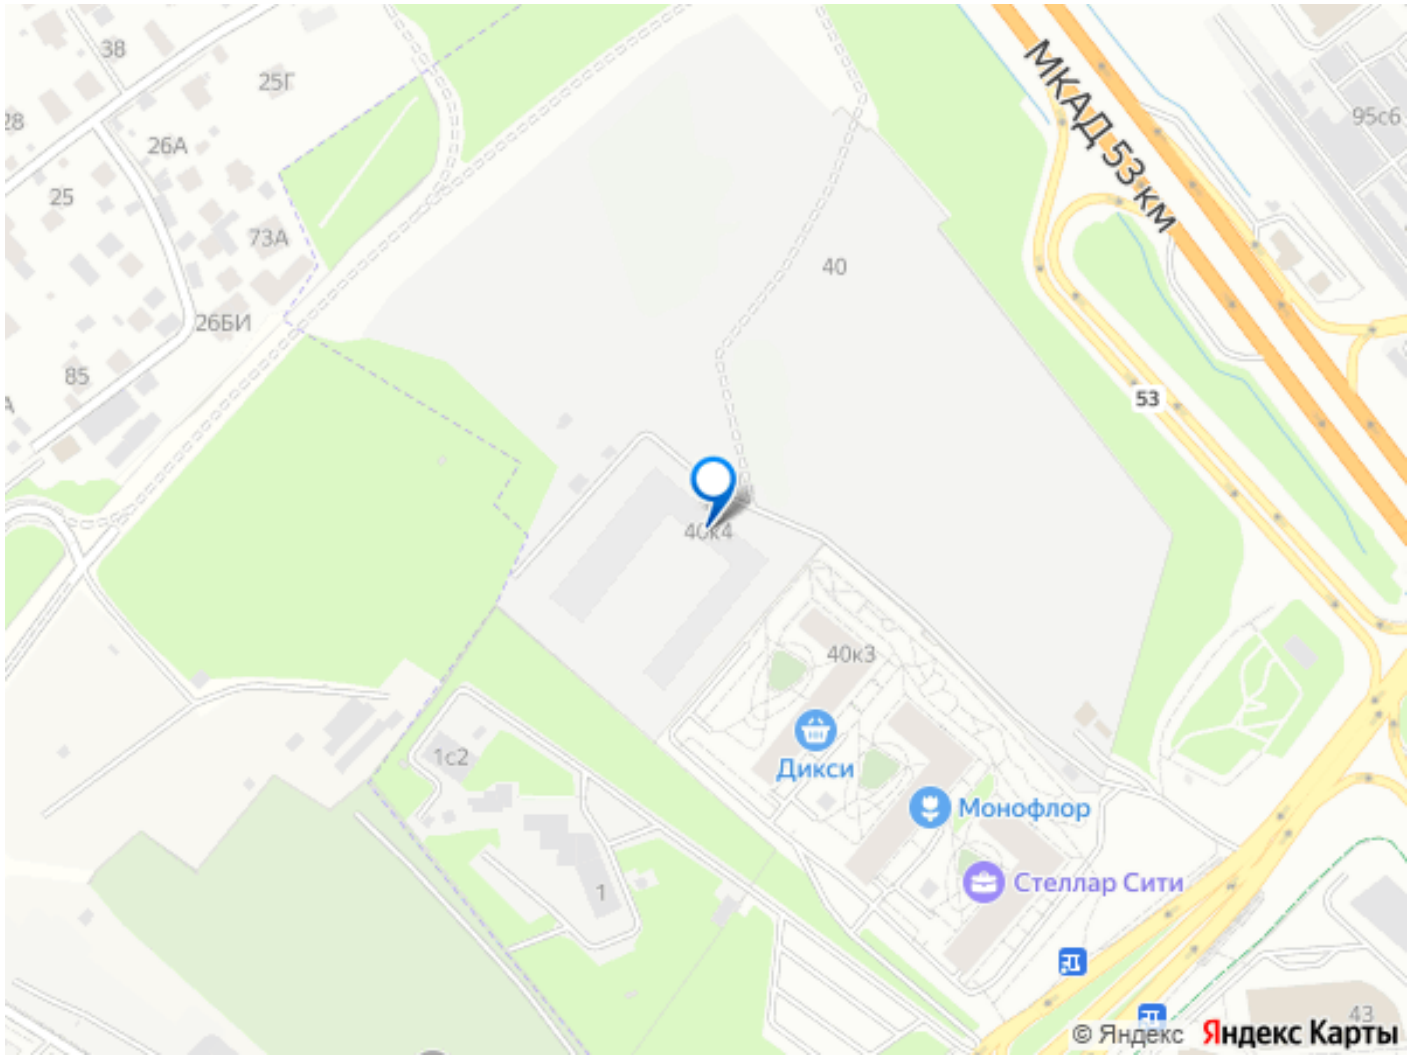 38
25Г
28
26А
25
73А
26БИ
85
А
МКАД 53 км
95с6
40
53
40к4
40к3
Дикси
Монофлор
Стеллар Сити
1с2
1
43
© Яндекс Яндекс Карты